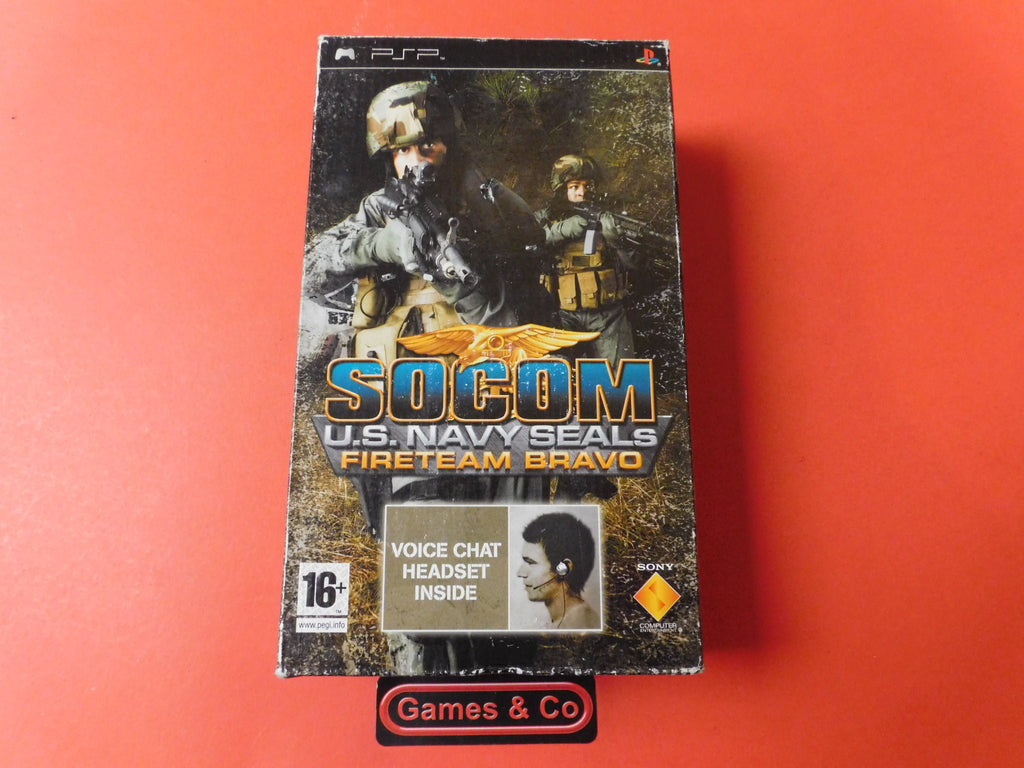 PSP
SOCOM
U.S. NAVY SEALS
FIRETEAM BRAVO
VOICE CHAT
HEADSET
INSIDE
16+
www.pegi.info
SONY
COMPUTER
ENTERTAINMENT
Games & Co